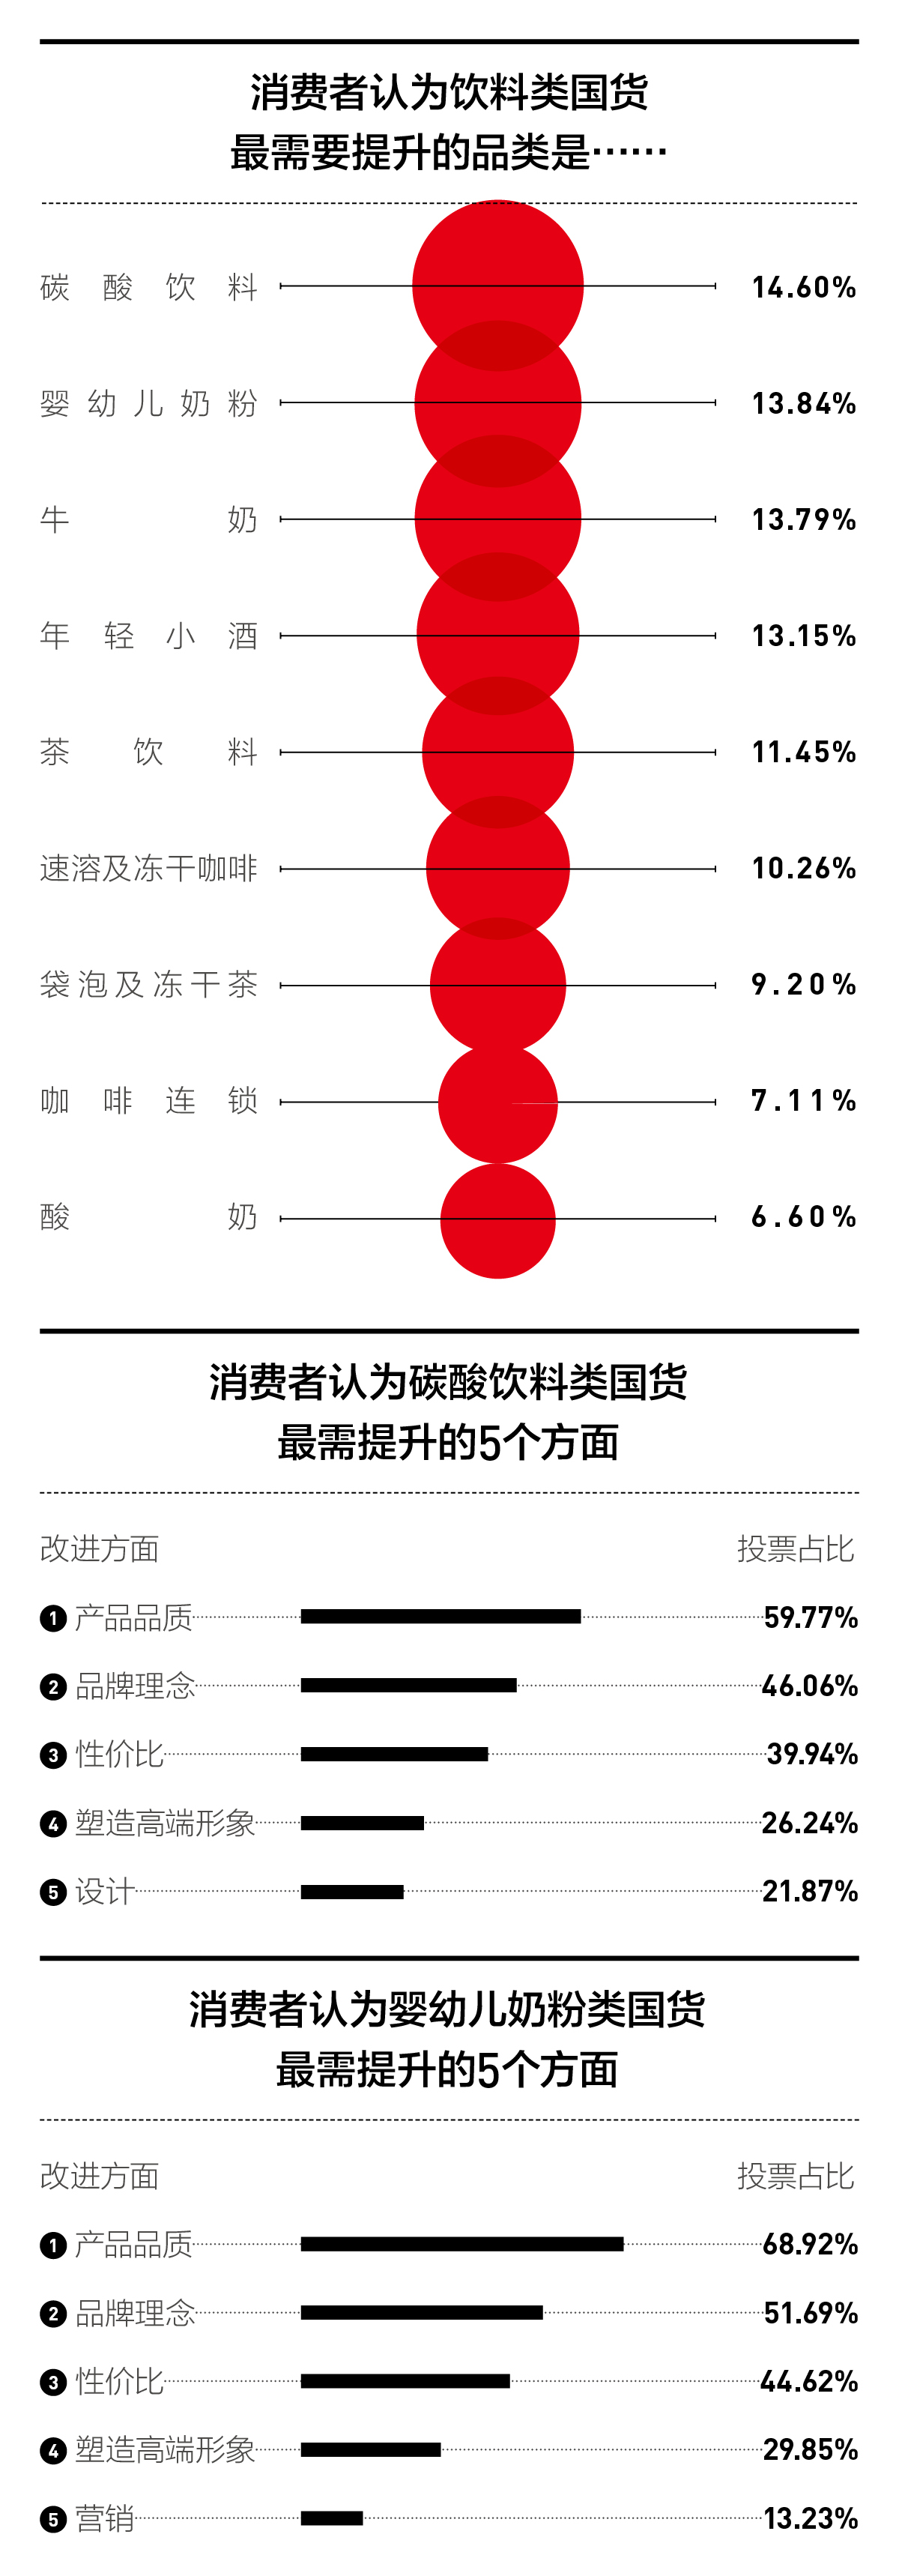 消费者认为饮料类国货
最需要提升的品类是……
碳酸饮料 14.60%
婴幼儿奶粉 13.84%
牛奶 13.79%
年轻小酒 13.15%
茶饮料 11.45%
速溶及冻干咖啡 10.26%
袋泡及冻干茶 9.20%
咖啡连锁 7.11%
酸奶 6.60%
消费者认为碳酸饮料类国货
最需提升的5个方面
改进方面 投票占比
1 产品品质 59.77%
2 品牌理念 46.06%
3 性价比 39.94%
4 塑造高端形象 26.24%
5 设计 21.87%
消费者认为婴幼儿奶粉类国货
最需提升的5个方面
改进方面 投票占比
1 产品品质 68.92%
2 品牌理念 51.69%
3 性价比 44.62%
4 塑造高端形象 29.85%
5 营销 13.23%